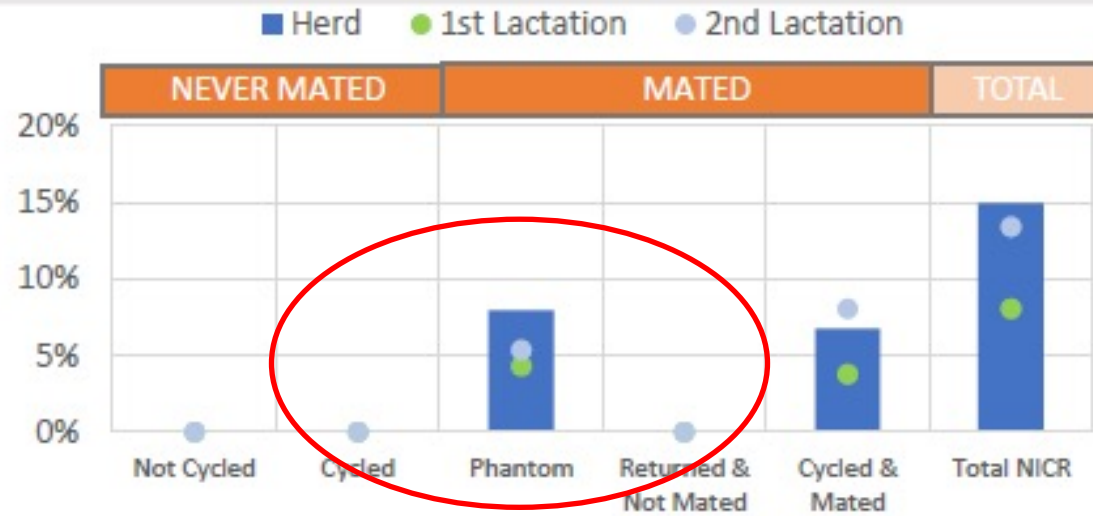 Herd 1st Lactation 2nd Lactation
NEVER MATED MATED TOTAL
20%
15%
10%
5%
0%
Not Cycled Cycled Phantom Returned & Cycled & Total NICR
Not Mated Mated